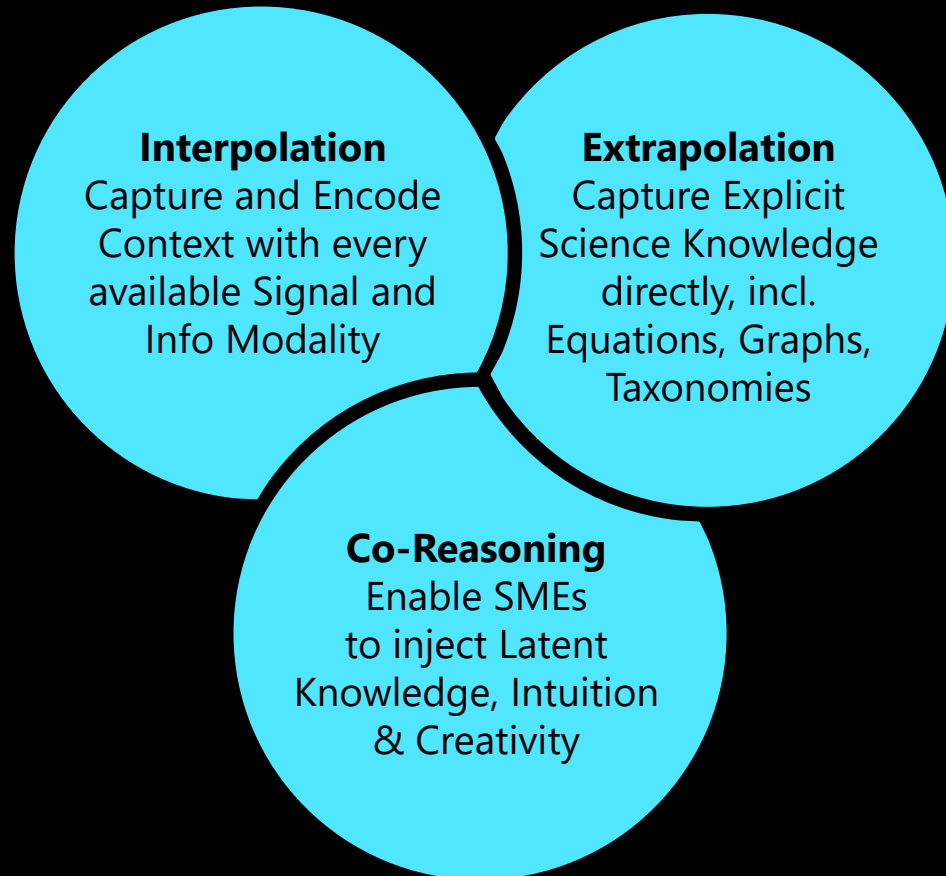 Interpolation
Capture and Encode
Context with every
available Signal and
Info Modality
Extrapolation
Capture Explicit
Science Knowledge
directly, incl.
Equations, Graphs,
Taxonomies
Co-Reasoning
Enable SMEs
to inject Latent
Knowledge, Intuition
& Creativity